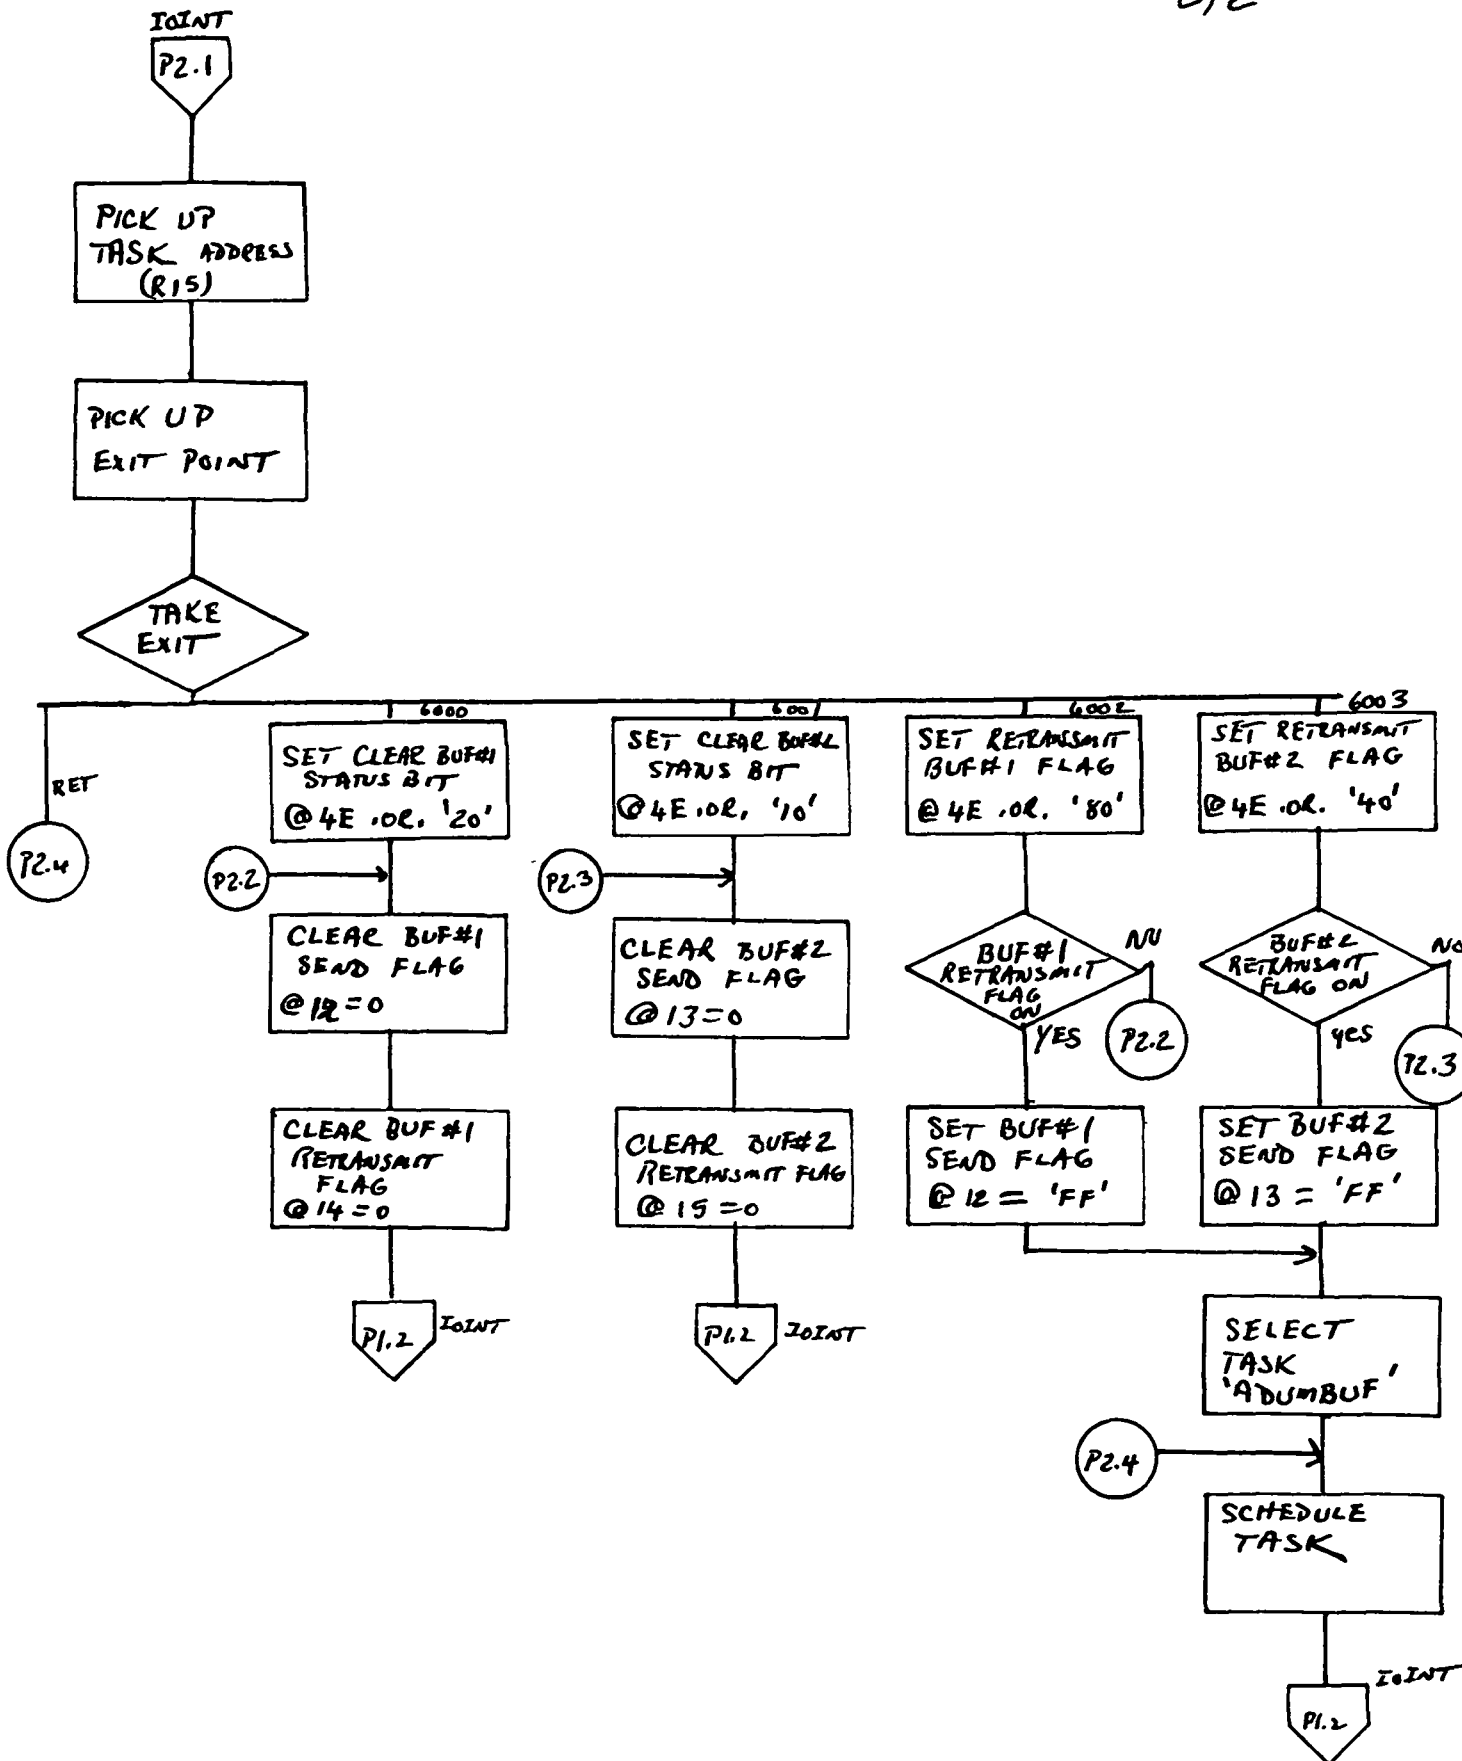 IOINT
P2.1
PICK UP
TASK ADDRESS
(R15)
PICK UP
EXIT POINT
TAKE
EXIT
RET
P2.4
6000
SET CLEAR BUF#1
STATUS BIT
@ 4E .OR. '20'
P2.2
CLEAR BUF#1
SEND FLAG
@ 12 = 0
CLEAR BUF #1
RETRANSMIT
FLAG
@ 14 = 0
P1.2
IOINT
6001
SET CLEAR BUF#2
STATUS BIT
@ 4E .OR. '10'
P2.3
CLEAR BUF#2
SEND FLAG
@ 13 = 0
CLEAR BUF#2
RETRANSMIT FLAG
@ 15 = 0
P1.2
IOINT
6002
SET RETRANSMIT
BUF#1 FLAG
@ 4E .OR. '80'
BUF#1
RETRANSMIT
FLAG
ON
NO
P2.2
YES
SET BUF#1
SEND FLAG
@ 12 = 'FF'
6003
SET RETRANSMIT
BUF#2 FLAG
@ 4E .OR. '40'
BUF#2
RETRANSMIT
FLAG ON
NO
P2.3
yes
SET BUF#2
SEND FLAG
@ 13 = 'FF'
SELECT
TASK
'ADUMBUF'
P2.4
SCHEDULE
TASK
IOINT
P1.2